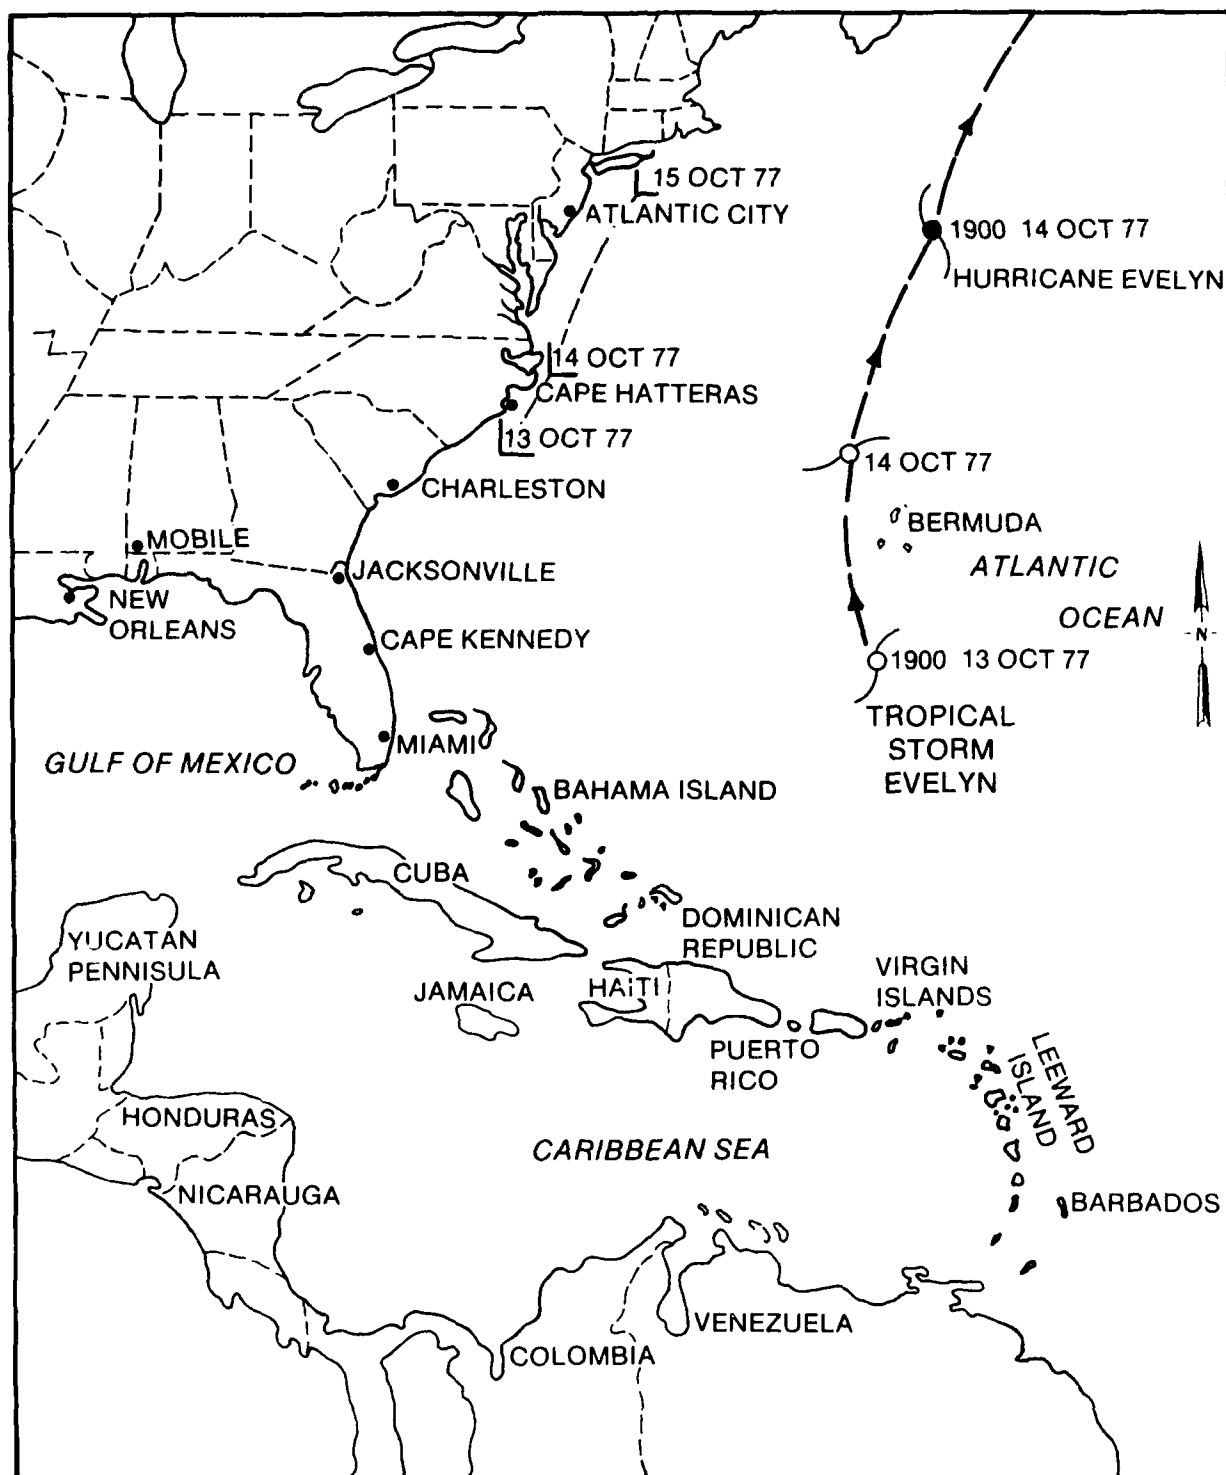 15 OCT 77
ATLANTIC CITY
1900 14 OCT 77
HURRICANE EVELYN
14 OCT 77
CAPE HATTERAS
13 OCT 77
14 OCT 77
CHARLESTON
BERMUDA
MOBILE
ATLANTIC
OCEAN
JACKSONVILLE
NEW
ORLEANS
N
CAPE KENNEDY
1900 13 OCT 77
TROPICAL
STORM
EVELYN
MIAMI
GULF OF MEXICO
BAHAMA ISLAND
CUBA
DOMINICAN
REPUBLIC
YUCATAN
PENNISULA
VIRGIN
ISLANDS
JAMAICA
HAiTI
PUERTO
RICO
LEEWARD
ISLAND
HONDURAS
CARIBBEAN SEA
NICARAUGA
BARBADOS
VENEZUELA
COLOMBIA